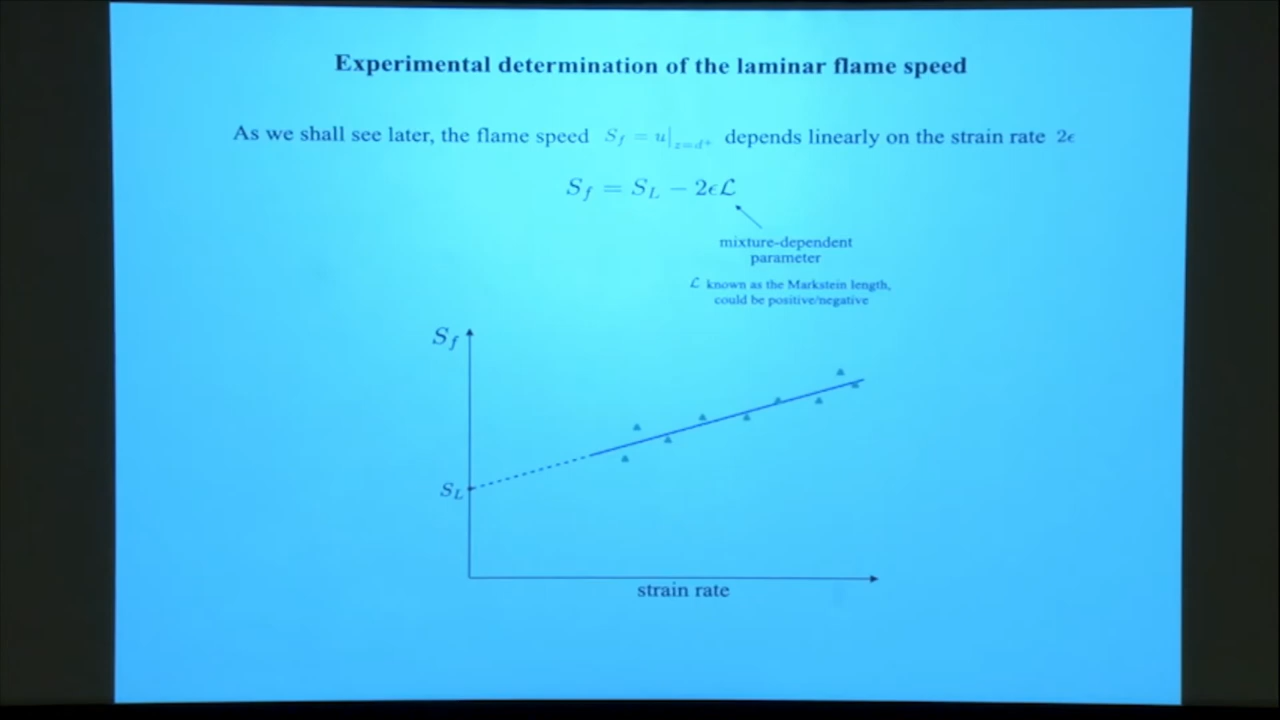 Experimental determination of the laminar flame speed
As we shall see later, the flame speed S_f = u|_{z=d^+} depends linearly on the strain rate 2ϵ
S_f = S_L − 2ϵℒ
mixture-dependent
parameter
ℒ known as the Markstein length,
could be positive/negative
S_f
S_L
strain rate